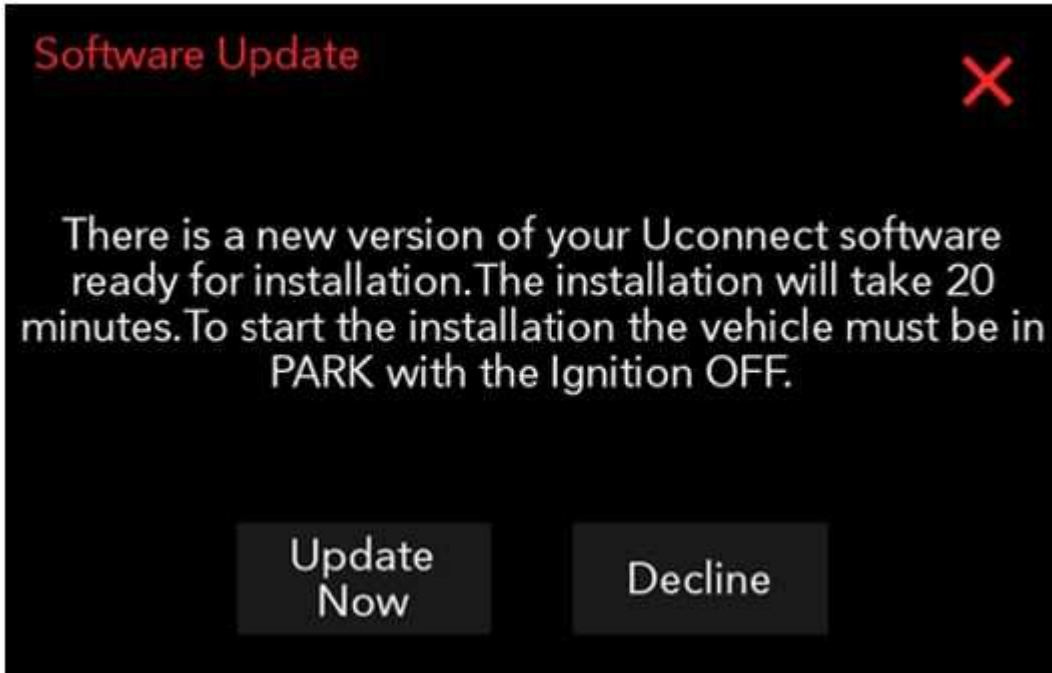 Software Update
There is a new version of your Uconnect software
ready for installation.The installation will take 20
minutes.To start the installation the vehicle must be in
PARK with the Ignition OFF.
Update
Now
Decline